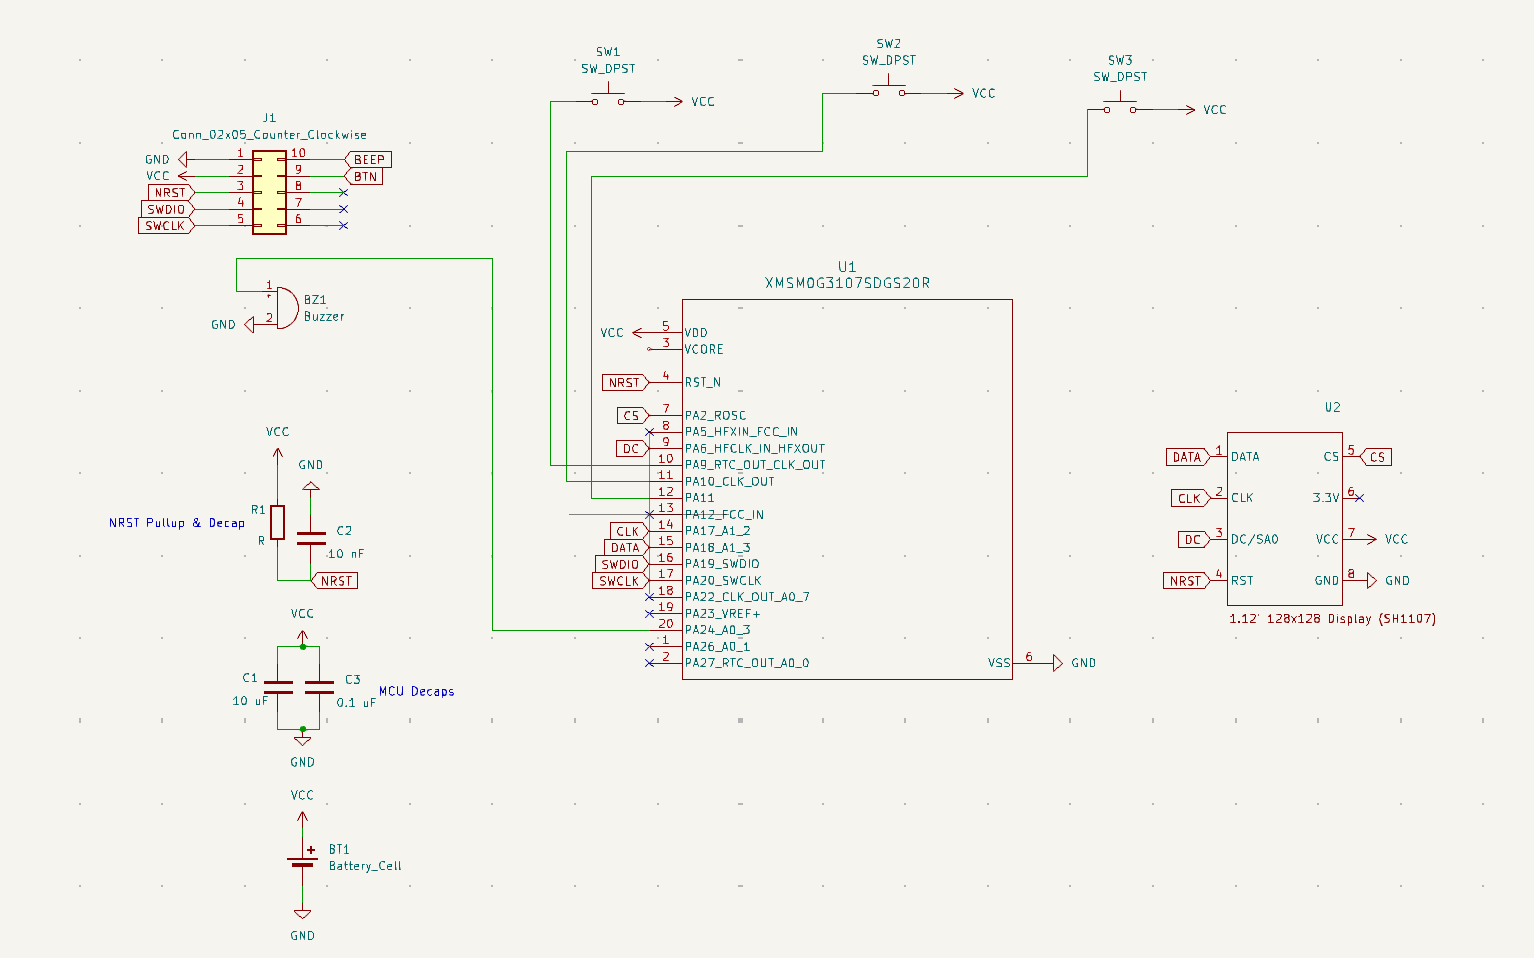 SW1
SW_DPST
VCC
SW2
SW_DPST
VCC
SW3
SW_DPST
VCC
J1
Conn_02x05_Counter_Clockwise
GND 1 10 BEEP
VCC 2 9 BTN
NRST 3 8
SWDIO 4 7
SWCLK 5 6
1
BZ1
Buzzer
GND 2
U1
XMSM0G3107SDGS20R
VCC 5 VDD
3 VCORE
NRST 4 RST_N
CS 7 PA2_ROSC
8 PA5_HFXIN_FCC_IN
DC 9 PA6_HFCLK_IN_HFXOUT
10 PA9_RTC_OUT_CLK_OUT
11 PA10_CLK_OUT
12 PA11
13 PA12_FCC_IN
CLK 14 PA17_A1_2
DATA 15 PA18_A1_3
SWDIO 16 PA19_SWDIO
SWCLK 17 PA20_SWCLK
18 PA22_CLK_OUT_A0_7
19 PA23_VREF+
20 PA24_A0_3
1 PA26_A0_1
2 PA27_RTC_OUT_A0_0
VSS 6 GND
U2
DATA 1 DATA CS 5 CS
CLK 2 CLK 3.3V 6
DC 3 DC/SA0 VCC 7 VCC
NRST 4 RST GND 8 GND
1.12' 128x128 Display (SH1107)
VCC
GND
NRST Pullup & Decap
R1
R
C2
10 nF
NRST
VCC
C1
10 uF
C3
0.1 uF
MCU Decaps
GND
VCC
+
BT1
Battery_Cell
GND